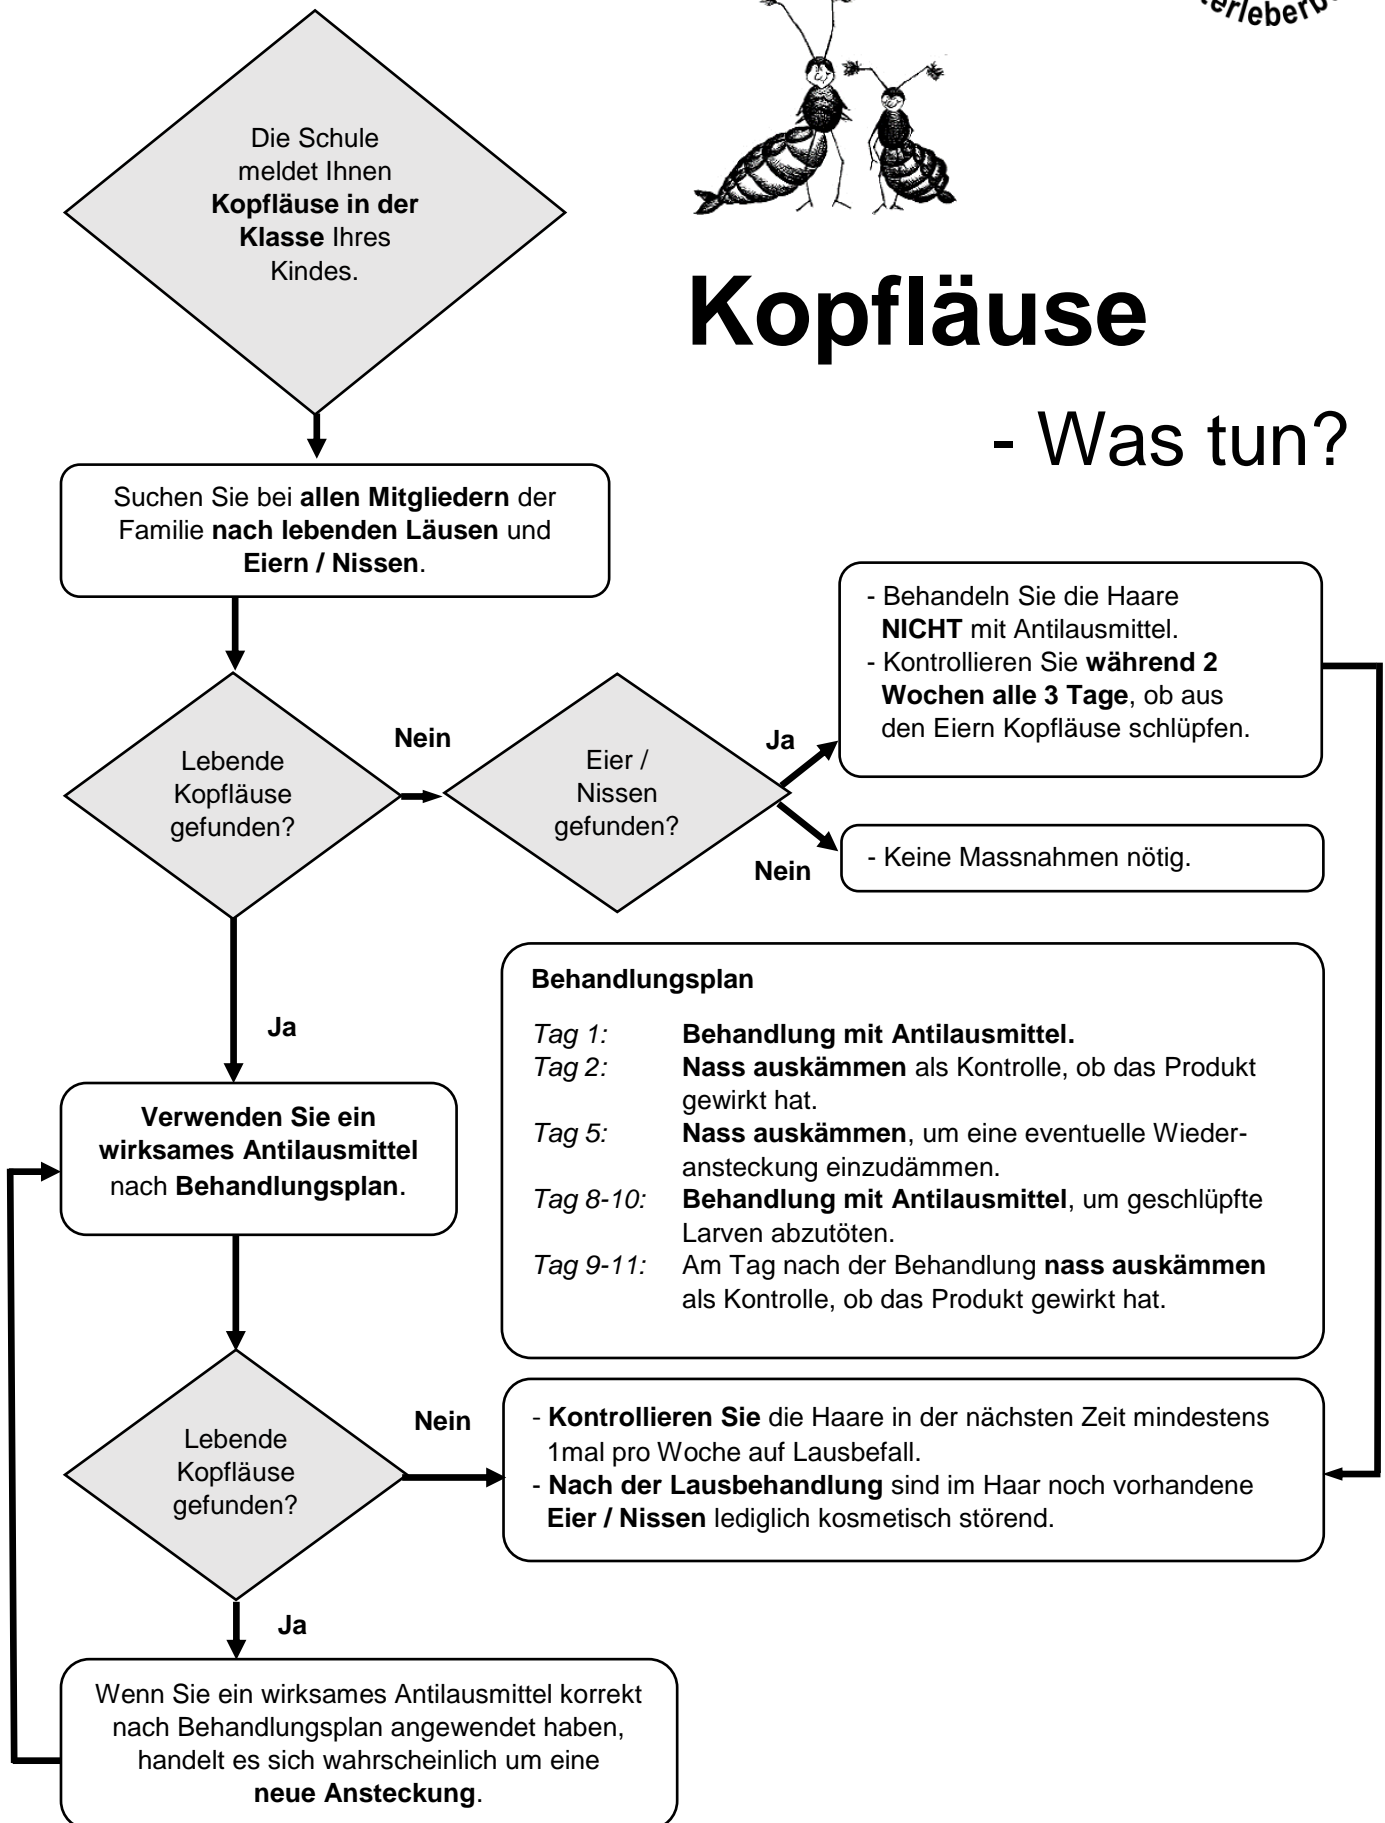 Die Schule
meldet Ihnen
Kopfläuse in der
Klasse Ihres
Kindes.
Kopfläuse
- Was tun?
Suchen Sie bei allen Mitgliedern der
Familie nach lebenden Läusen und
Eiern / Nissen.
- Behandeln Sie die Haare
NICHT mit Antilausmittel.
- Kontrollieren Sie während 2
Wochen alle 3 Tage, ob aus
den Eiern Kopfläuse schlüpfen.
Lebende
Kopfläuse
gefunden?
Nein
Eier /
Nissen
gefunden?
Ja
Nein
- Keine Massnahmen nötig.
Ja
Behandlungsplan
Tag 1: Behandlung mit Antilausmittel.
Tag 2: Nass auskämmen als Kontrolle, ob das Produkt
gewirkt hat.
Tag 5: Nass auskämmen, um eine eventuelle Wieder-
ansteckung einzudämmen.
Tag 8-10: Behandlung mit Antilausmittel, um geschlüpfte
Larven abzutöten.
Tag 9-11: Am Tag nach der Behandlung nass auskämmen
als Kontrolle, ob das Produkt gewirkt hat.
Verwenden Sie ein
wirksames Antilausmittel
nach Behandlungsplan.
Lebende
Kopfläuse
gefunden?
Nein
- Kontrollieren Sie die Haare in der nächsten Zeit mindestens
1mal pro Woche auf Lausbefall.
- Nach der Lausbehandlung sind im Haar noch vorhandene
Eier / Nissen lediglich kosmetisch störend.
Ja
Wenn Sie ein wirksames Antilausmittel korrekt
nach Behandlungsplan angewendet haben,
handelt es sich wahrscheinlich um eine
neue Ansteckung.